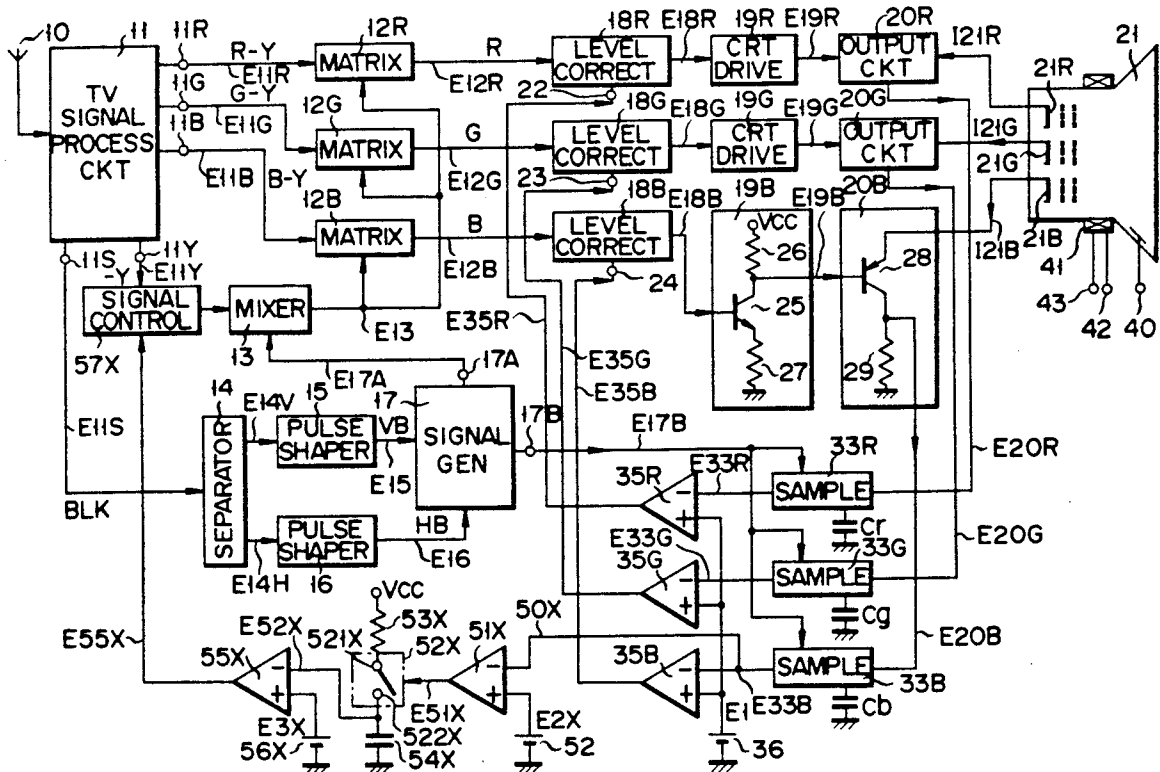 10
11
11R
R-Y
E11R
12R
MATRIX
R
E12R
18R
LEVEL
CORRECT
22
E18R
19R
CRT
DRIVE
E19R
20R
OUTPUT
CKT
I21R
21
21R
TV
SIGNAL
PROCESS
CKT
11G
G-Y
E11G
11B
B-Y
E11B
12G
MATRIX
G
E12G
18G
LEVEL
CORRECT
23
E18G
19G
CRT
DRIVE
E19G
20G
OUTPUT
CKT
I21G
21G
12B
MATRIX
B
E12B
18B
LEVEL
CORRECT
24
E18B
19B
VCC
26
25
27
E19B
20B
28
29
I21B
21B
41
43
42
40
11S
11Y
-Y
E11Y
SIGNAL
CONTROL
57X
MIXER
13
E13
E17A
17A
E35R
E35G
E35B
E11S
BLK
14
SEPARATOR
E14V
15
PULSE
SHAPER
VB
E15
17
SIGNAL
GEN
17B
E17B
E14H
PULSE
SHAPER
16
HB
E16
35R
-
+
E33R
33R
SAMPLE
Cr
E20R
35G
-
+
E33G
33G
SAMPLE
Cg
E20G
35B
-
+
E33B
SAMPLE
33B
Cb
E20B
E1
36
E55X
55X
-
+
E52X
E3X
56X
VCC
53X
521X
52X
522X
54X
E51X
51X
-
+
50X
E2X
52